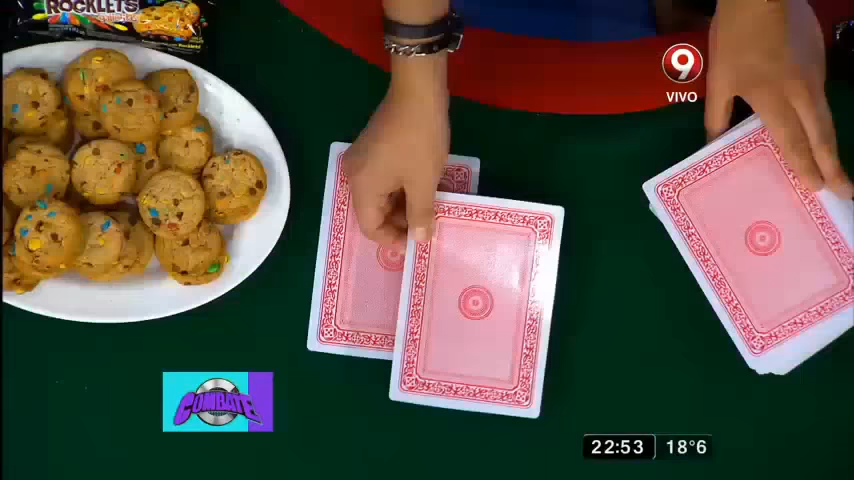 ROCKLETS
9
VIVO
COMBATE
22:53 18°6